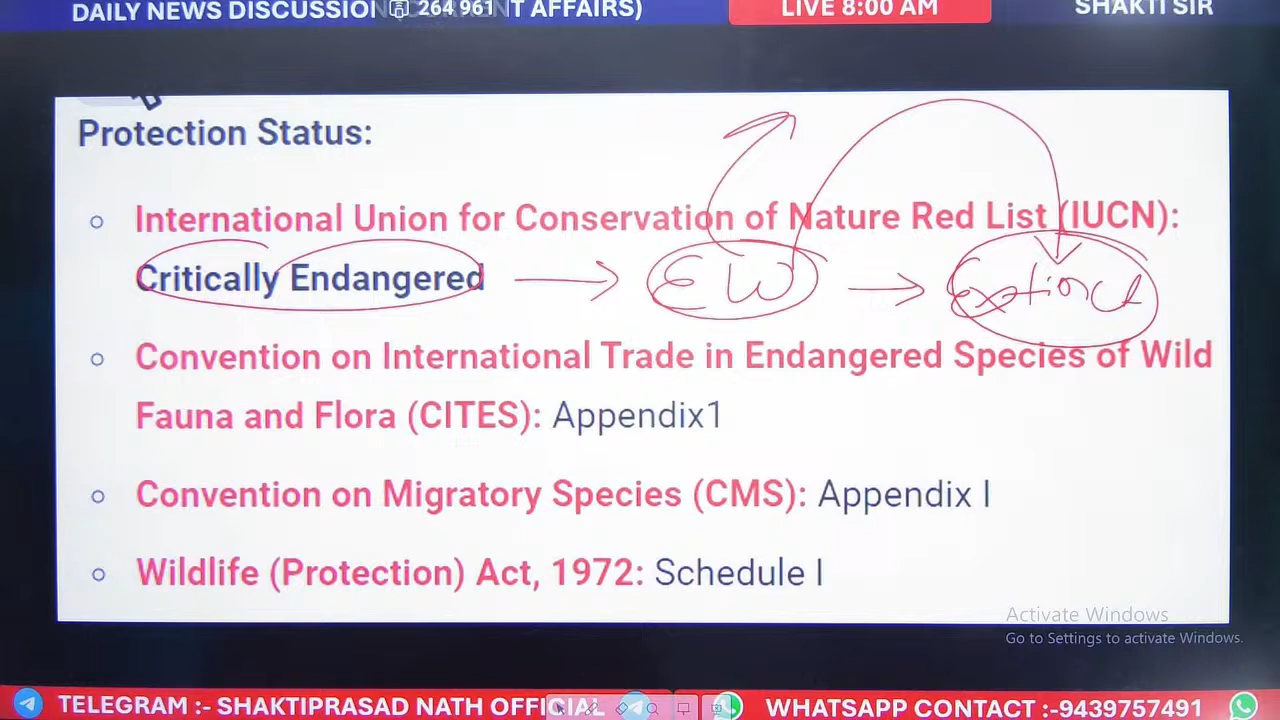 DAILY NEWS DISCUSSION
264 961
T AFFAIRS)
LIVE 8:00 AM
SHAKTI SIR
Protection Status:
International Union for Conservation of Nature Red List (IUCN):
Critically Endangered → EW → extinct
Convention on International Trade in Endangered Species of Wild
Fauna and Flora (CITES): Appendix1
Convention on Migratory Species (CMS): Appendix I
Wildlife (Protection) Act, 1972: Schedule I
Activate Windows
Go to Settings to activate Windows.
TELEGRAM :- SHAKTIPRASAD NATH OFFICIAL
WHATSAPP CONTACT :-9439757491